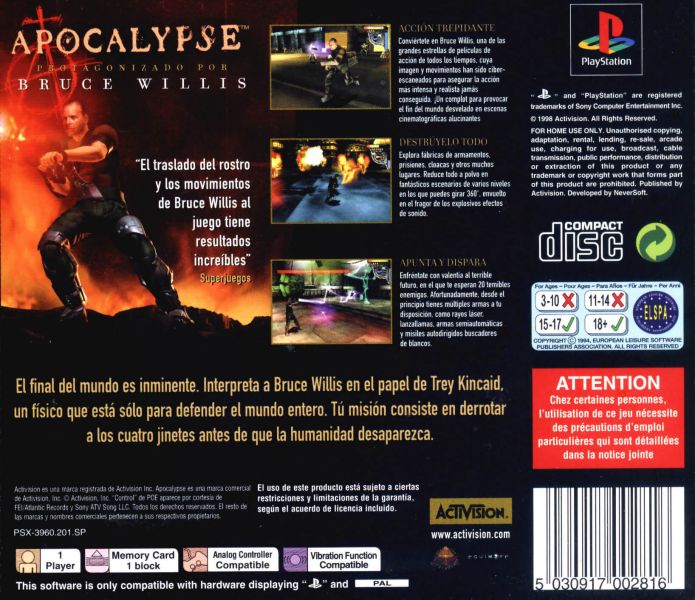 APOCALYPSE™
PROTAGONIZADO POR
BRUCE WILLIS
"El traslado del rostro
y los movimientos
de Bruce Willis al
juego tiene
resultados
increíbles"
Superjuegos
ACCIÓN TREPIDANTE
Conviértete en Bruce Willis, una de las
grandes estrellas de películas de
acción de todos los tiempos, cuya
imagen y movimientos han sido ciber-
escaneados para asegurar la acción
más intensa y realista jamás
conseguida. ¡Un complot para provocar
el fin del mundo desvelado en escenas
cinematográficas alucinantes
DESTRÚYELO TODO
Explora fábricas de armamentos,
prisiones, cloacas y otros muchos
lugares. Reduce todo a polvo en
fantásticos escenarios de varios niveles
en los que puedes girar 360°, envuelto
en el fragor de los explosivos efectos
de sonido.
APUNTA Y DISPARA
Enfréntate con valentía al terrible
futuro, en el que te esperan 20 temibles
enemigos. Afortunadamente, desde el
principio tienes múltiples armas a tu
disposición, como rayos láser,
lanzallamas, armas semiautomáticas
y misiles autodirigidos buscadores
de blancos.
PlayStation
" " and "PlayStation" are registered
trademarks of Sony Computer Entertainment Inc.
© 1998 Activision. All Rights Reserved.
FOR HOME USE ONLY. Unauthorised copying,
adaptation, rental, lending, re-sale, arcade
use, charging for use, broadcast, cable
transmission, public performance, distribution
or extraction of this product or any
trademark or copyright work that forms part
of this product are prohibited. Published by
Activision. Developed by NeverSoft.
COMPACT
disc
For Ages - Pour Ages - Para Años - Für Jahre - Per Anni
3-10 11-14
15-17 18+
ELSPA
COPYRIGHT © 1994, EUROPEAN LEISURE SOFTWARE
PUBLISHERS ASSOCIATION. ALL RIGHTS RESERVED
ATTENTION
Chez certaines personnes,
l'utilisation de ce jeu nécessite
des précautions d'emploi
particulières qui sont détaillées
dans la notice jointe
El final del mundo es inminente. Interpreta a Bruce Willis en el papel de Trey Kincaid,
un físico que está sólo para defender el mundo entero. Tú misión consiste en derrotar
a los cuatro jinetes antes de que la humanidad desaparezca.
Activision es una marca registrada de Activision Inc. Apocalypse es una marca comercial
de Activision, Inc. © Activision, Inc. "Control" de POE aparece por cortesía de
FEI/Atlantic Records y Sony ATV Song LLC. Todos los derechos reservados. El resto de
las marcas y nombres comerciales pertenecen a sus respectivos propietarios.
El uso de este producto está sujeto a ciertas
restricciones y limitaciones de la garantía,
según el acuerdo de licencia incluido.
PSX-3960.201.SP
ACTIVISION.
www.activision.com
1
Player
Memory Card
1 block
Analog Controller
Compatible
Vibration Function
Compatible
This software is only compatible with hardware displaying " " and PAL
5 030917 002816